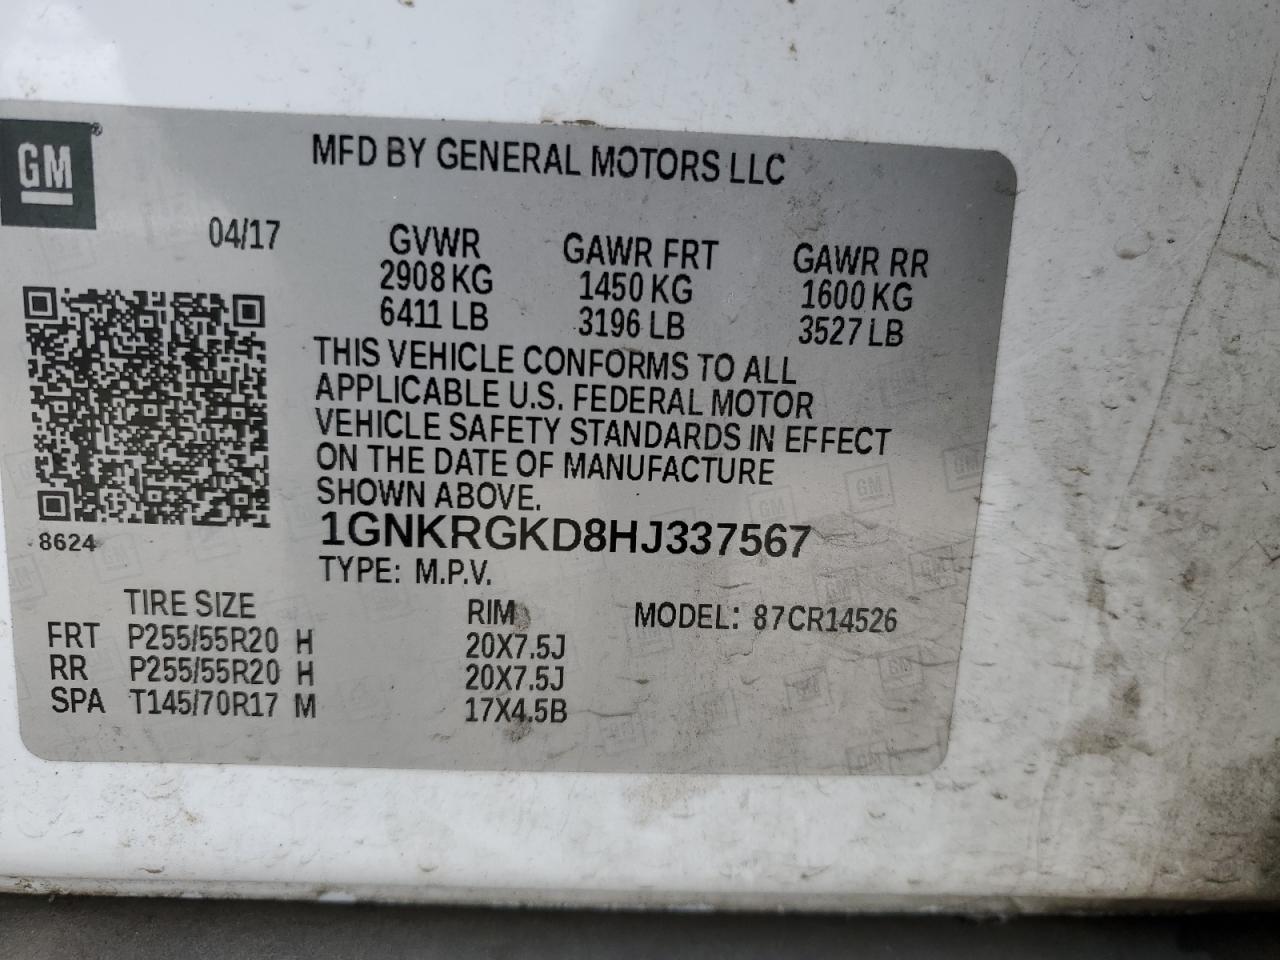 GM
MFD BY GENERAL MOTORS LLC
04/17
GVWR GAWR FRT GAWR RR
2908 KG 1450 KG 1600 KG
6411 LB 3196 LB 3527 LB
THIS VEHICLE CONFORMS TO ALL
APPLICABLE U.S. FEDERAL MOTOR
VEHICLE SAFETY STANDARDS IN EFFECT
ON THE DATE OF MANUFACTURE
SHOWN ABOVE.
1GNKRGKD8HJ337567
8624
TYPE: M.P.V.
TIRE SIZE RIM MODEL: 87CR14526
FRT P255/55R20 H 20X7.5J
RR P255/55R20 H 20X7.5J
SPA T145/70R17 M 17X4.5B